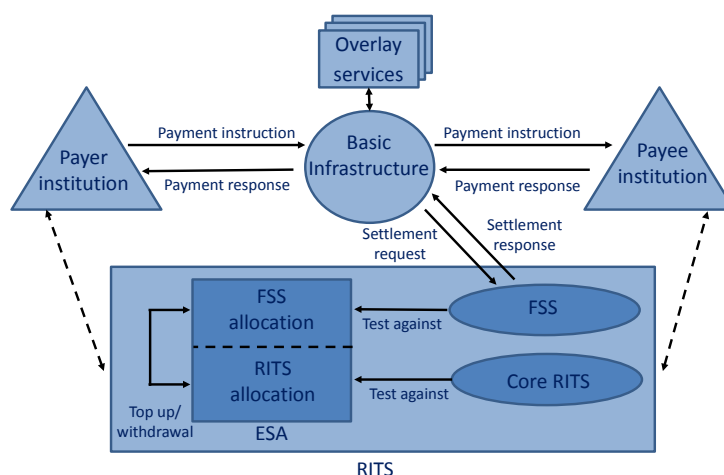 Overlay
services
Payment instruction
Payment instruction
Basic
Infrastructure
Payer
institution
Payee
institution
Payment response
Payment response
Settlement
request
Settlement
response
FSS
allocation
Test against
FSS
RITS
allocation
Test against
Core RITS
Top up/
withdrawal
ESA
RITS